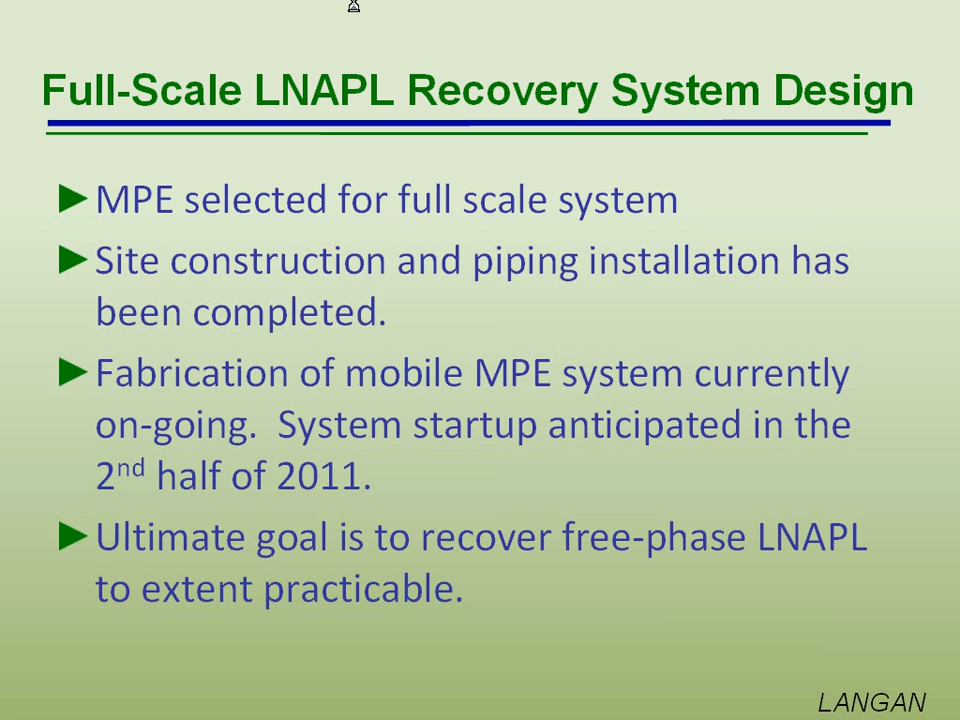 Full-Scale LNAPL Recovery System Design
►MPE selected for full scale system
►Site construction and piping installation has
been completed.
►Fabrication of mobile MPE system currently
on-going.  System startup anticipated in the
2nd half of 2011.
►Ultimate goal is to recover free-phase LNAPL
to extent practicable.
LANGAN